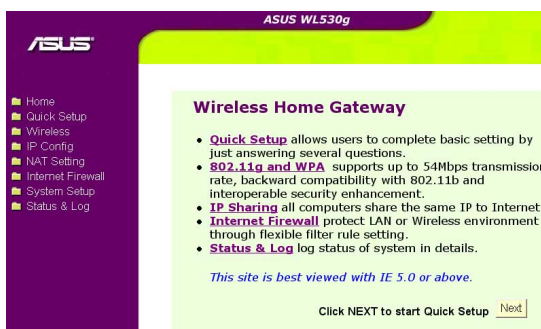 ASUS WL530g
ASUS
Home
Quick Setup
Wireless
IP Config
NAT Setting
Internet Firewall
System Setup
Status & Log
Wireless Home Gateway
Quick Setup allows users to complete basic setting by
just answering several questions.
802.11g and WPA supports up to 54Mbps transmission
rate, backward compatibility with 802.11b and
interoperable security enhancement.
IP Sharing all computers share the same IP to Internet
Internet Firewall protect LAN or Wireless environment
through flexible filter rule setting.
Status & Log log status of system in details.
This site is best viewed with IE 5.0 or above.
Click NEXT to start Quick Setup Next